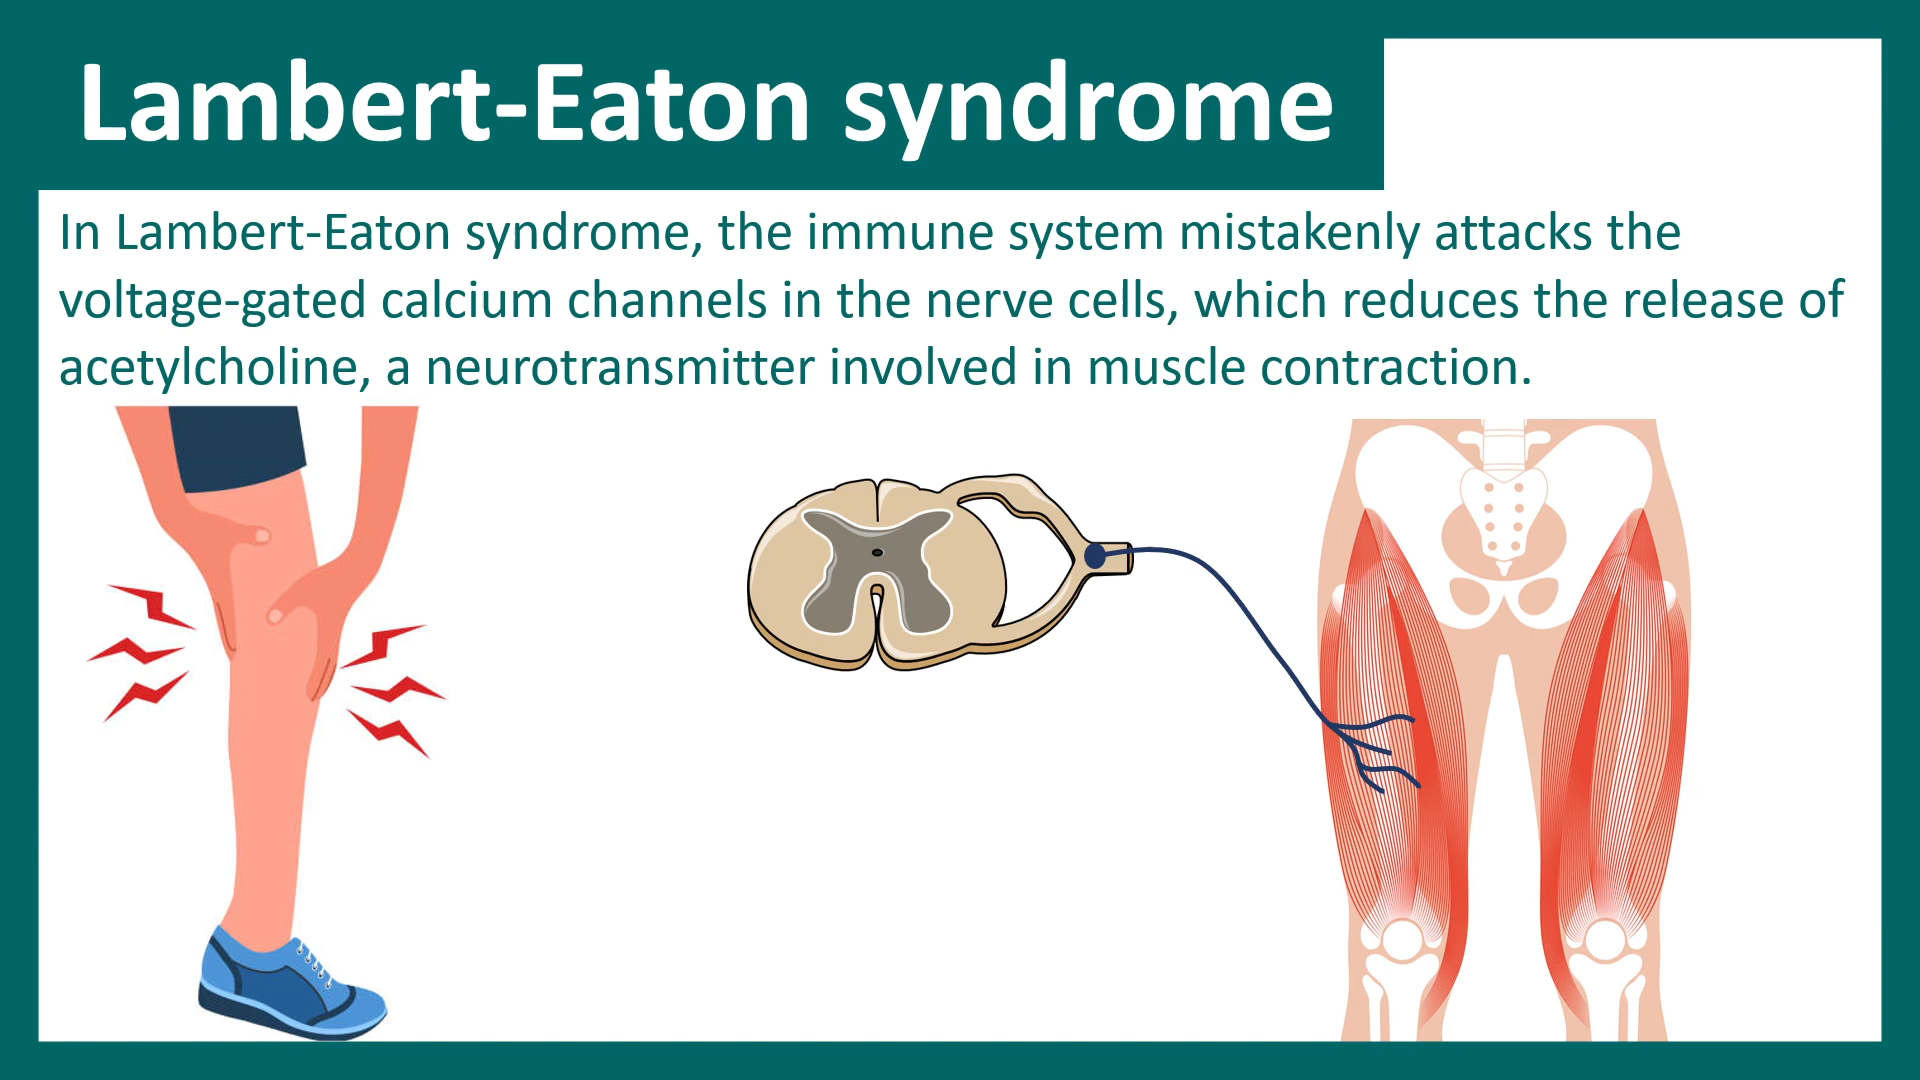 Lambert-Eaton syndrome
In Lambert-Eaton syndrome, the immune system mistakenly attacks the
voltage-gated calcium channels in the nerve cells, which reduces the release of
acetylcholine, a neurotransmitter involved in muscle contraction.